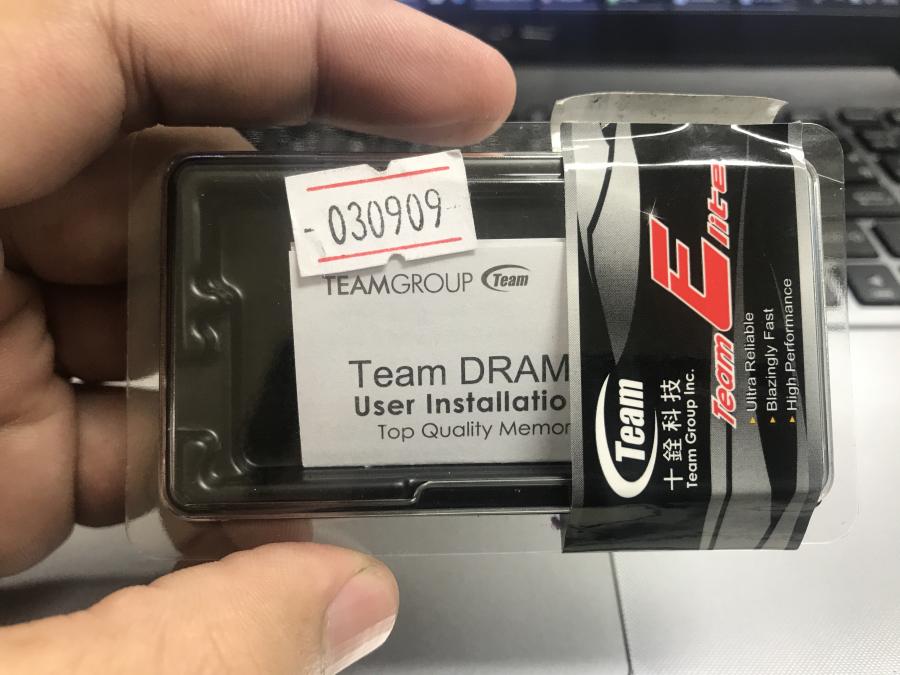 -030909-
TEAMGROUP Team
Team DRAM
User Installatio
Top Quality Memor
Team Elite
Ultra Reliable
Blazingly Fast
High Performance
Team
十銓科技
Team Group Inc.